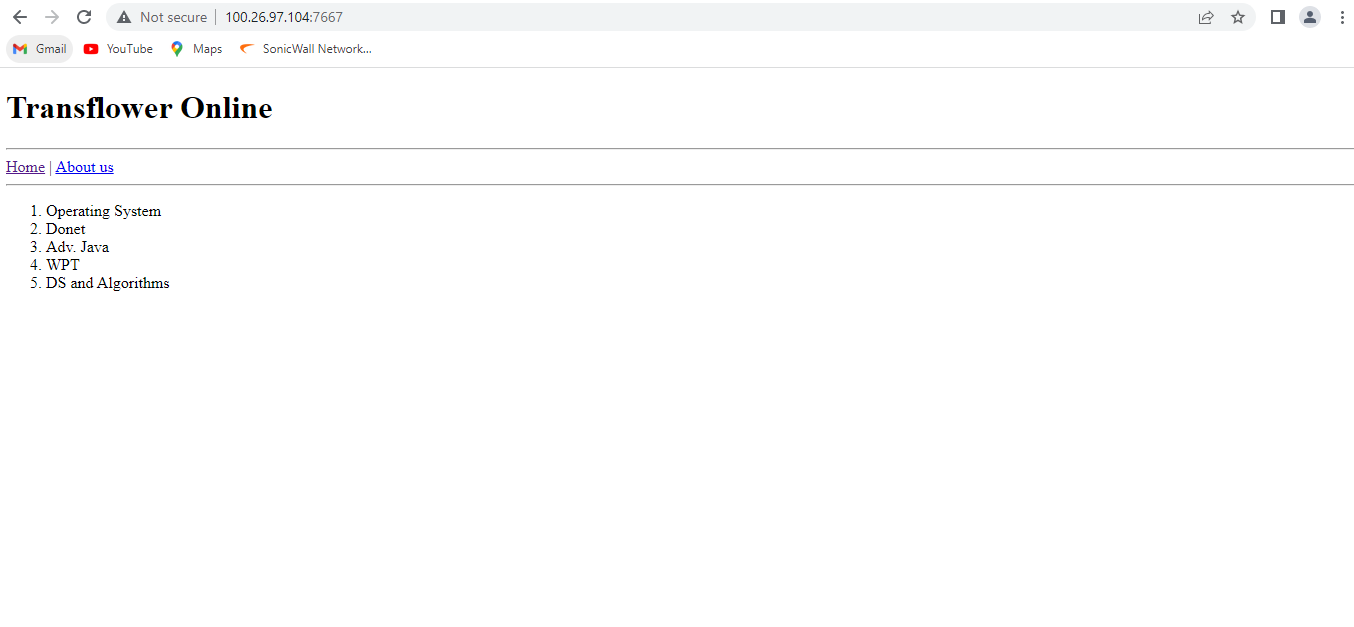 Not secure | 100.26.97.104:7667
Gmail YouTube Maps SonicWall Network...
Transflower Online
Home | About us
1. Operating System
2. Donet
3. Adv. Java
4. WPT
5. DS and Algorithms